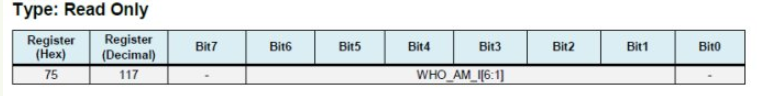 Type: Read Only
Register (Hex) Register (Decimal) Bit7 Bit6 Bit5 Bit4 Bit3 Bit2 Bit1 Bit0
75 117 - WHO_AM_I[6:1] -